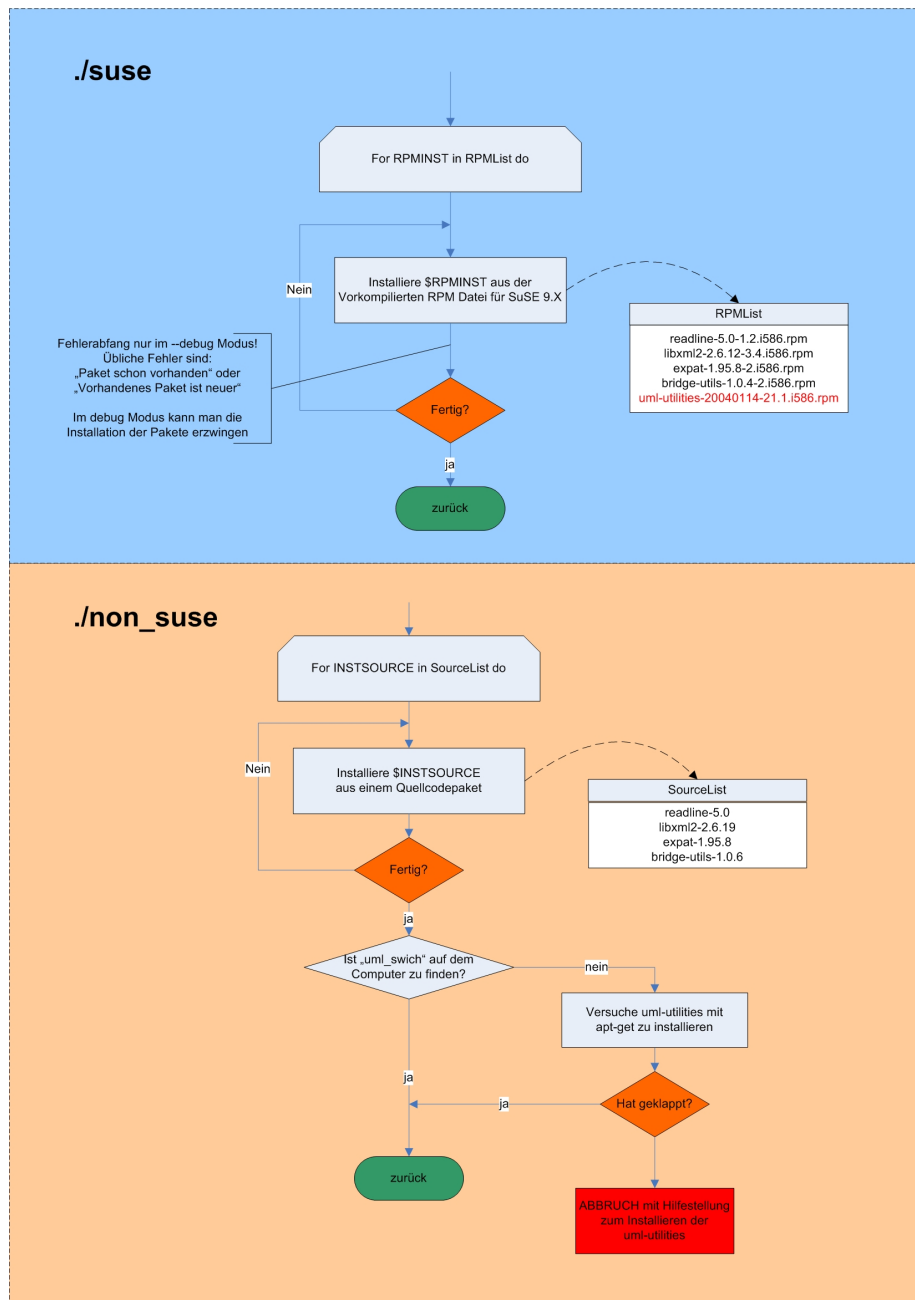 ./suse
For RPMINST in RPMList do
Nein
Installiere $RPMINST aus der
Vorkompilierten RPM Datei für SuSE 9.X
RPMList
readline-5.0-1.2.i586.rpm
libxml2-2.6.12-3.4.i586.rpm
expat-1.95.8-2.i586.rpm
bridge-utils-1.0.4-2.i586.rpm
uml-utilities-20040114-21.1.i586.rpm
Fehlerabfang nur im --debug Modus!
Übliche Fehler sind:
„Paket schon vorhanden“ oder
„Vorhandenes Paket ist neuer“
Im debug Modus kann man die
Installation der Pakete erzwingen
Fertig?
ja
zurück
./non_suse
For INSTSOURCE in SourceList do
Nein
Installiere $INSTSOURCE
aus einem Quellcodepaket
SourceList
readline-5.0
libxml2-2.6.19
expat-1.95.8
bridge-utils-1.0.6
Fertig?
ja
Ist „uml_swich“ auf dem
Computer zu finden?
nein
Versuche uml-utilities mit
apt-get zu installieren
ja
Hat geklappt?
ja
zurück
ABBRUCH mit Hilfestellung
zum Installieren der
uml-utilities